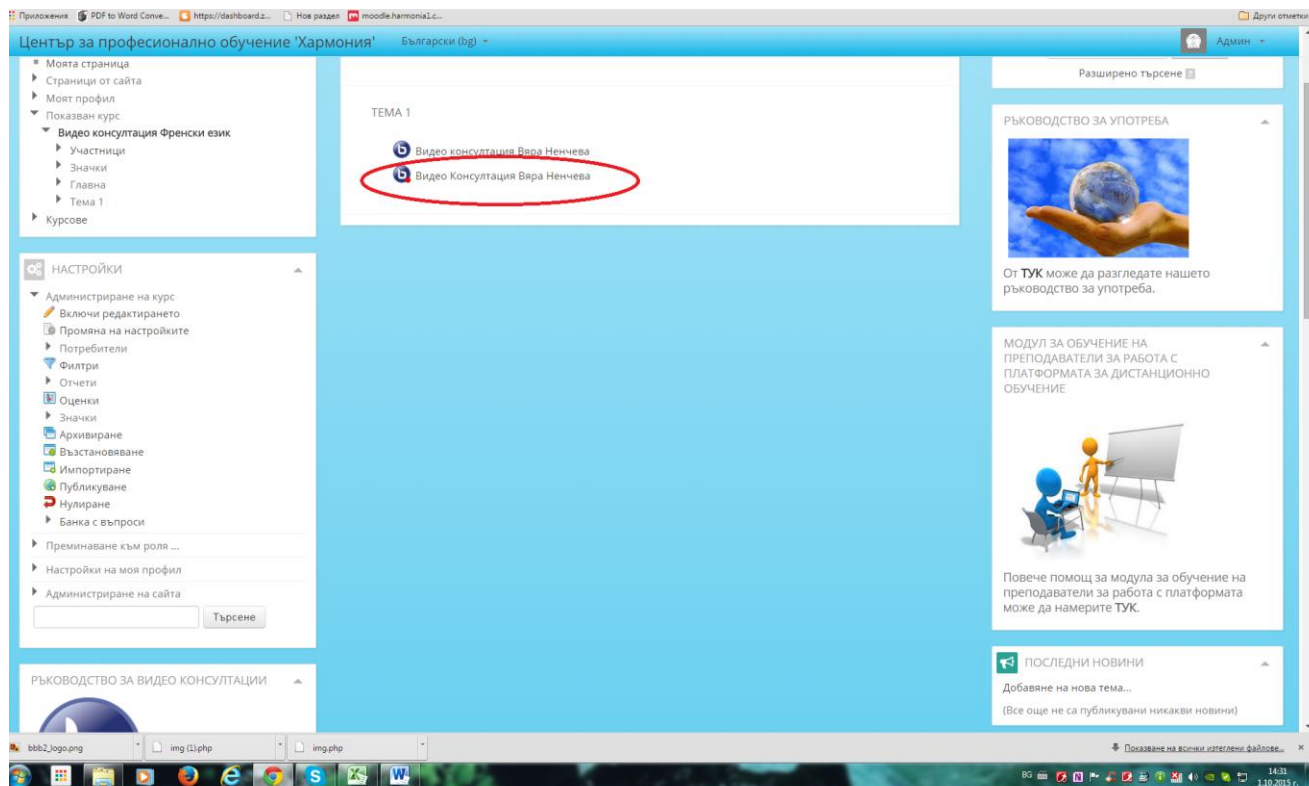 Приложения PDF to Word Conve... https://dashboard.z... Нов раздел moodle.harmonia1.c... Други отметки
Център за професионално обучение 'Хармония' Български (bg) Админ
Моята страница
Страници от сайта
Моят профил
Показван курс
Видео консултация Френски език
Участници
Значки
Главна
Тема 1
Курсове
НАСТРОЙКИ
Администриране на курс
Включи редактирането
Промяна на настройките
Потребители
Филтри
Отчети
Оценки
Значки
Архивиране
Възстановяване
Импортиране
Публикуване
Нулиране
Банка с въпроси
Преминаване към роля ...
Настройки на моя профил
Администриране на сайта
Търсене
РЪКОВОДСТВО ЗА ВИДЕО КОНСУЛТАЦИИ
ТЕМА 1
Видео консултация Вяра Ненчева
Видео Консултация Вяра Ненчева
Разширено търсене
РЪКОВОДСТВО ЗА УПОТРЕБА
От ТУК може да разгледате нашето
ръководство за употреба.
МОДУЛ ЗА ОБУЧЕНИЕ НА
ПРЕПОДАВАТЕЛИ ЗА РАБОТА С
ПЛАТФОРМАТА ЗА ДИСТАНЦИОННО
ОБУЧЕНИЕ
Повече помощ за модула за обучение на
преподаватели за работа с платформата
може да намерите ТУК.
ПОСЛЕДНИ НОВИНИ
Добавяне на нова тема...
(Все още не са публикувани никакви новини)
bbb2_logo.png img (1).php img.php Показване на всички изтеглени файлове...
BG 14:31
1.10.2015 г.